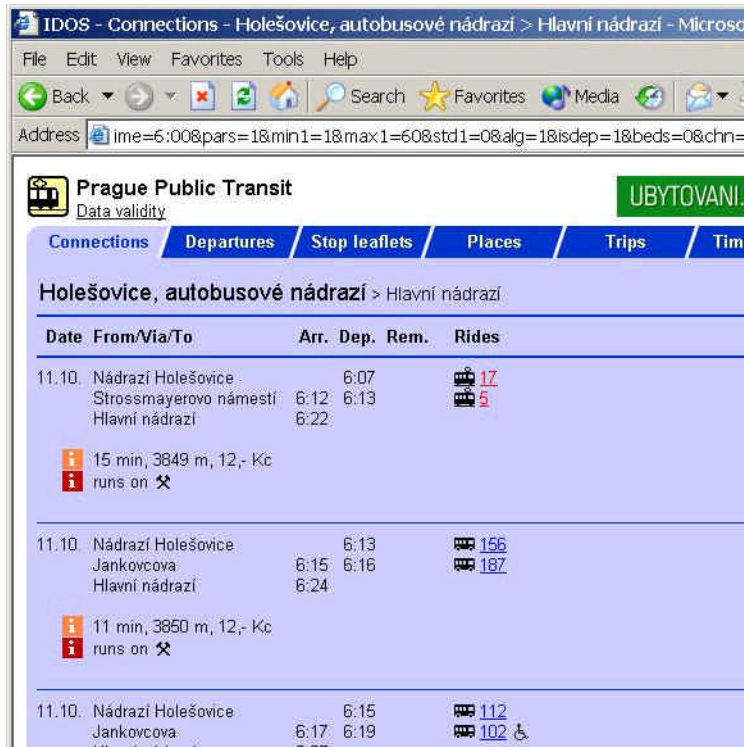 IDOS - Connections - Holešovice, autobusové nádrazí > Hlavní nádrazí - Microso
File Edit View Favorites Tools Help
Back Search Favorites Media
Address ime=6:00&pars=1&min1=1&max1=60&std1=0&alg=1&isdep=1&beds=0&chn=
Prague Public Transit
Data validity
UBYTOVANI.
Connections Departures Stop leaflets Places Trips Tim
Holešovice, autobusové nádrazí > Hlavní nádrazí
Date From/Via/To Arr. Dep. Rem. Rides
11.10. Nádrazí Holešovice 6:07 17
Strossmayerovo námestí 6:12 6:13 5
Hlavní nádrazí 6:22
i 15 min, 3849 m, 12,- Kc
i runs on ⚒
11.10. Nádrazí Holešovice 6:13 156
Jankovcova 6:15 6:16 187
Hlavní nádrazí 6:24
i 11 min, 3850 m, 12,- Kc
i runs on ⚒
11.10. Nádrazí Holešovice 6:15 112
Jankovcova 6:17 6:19 102